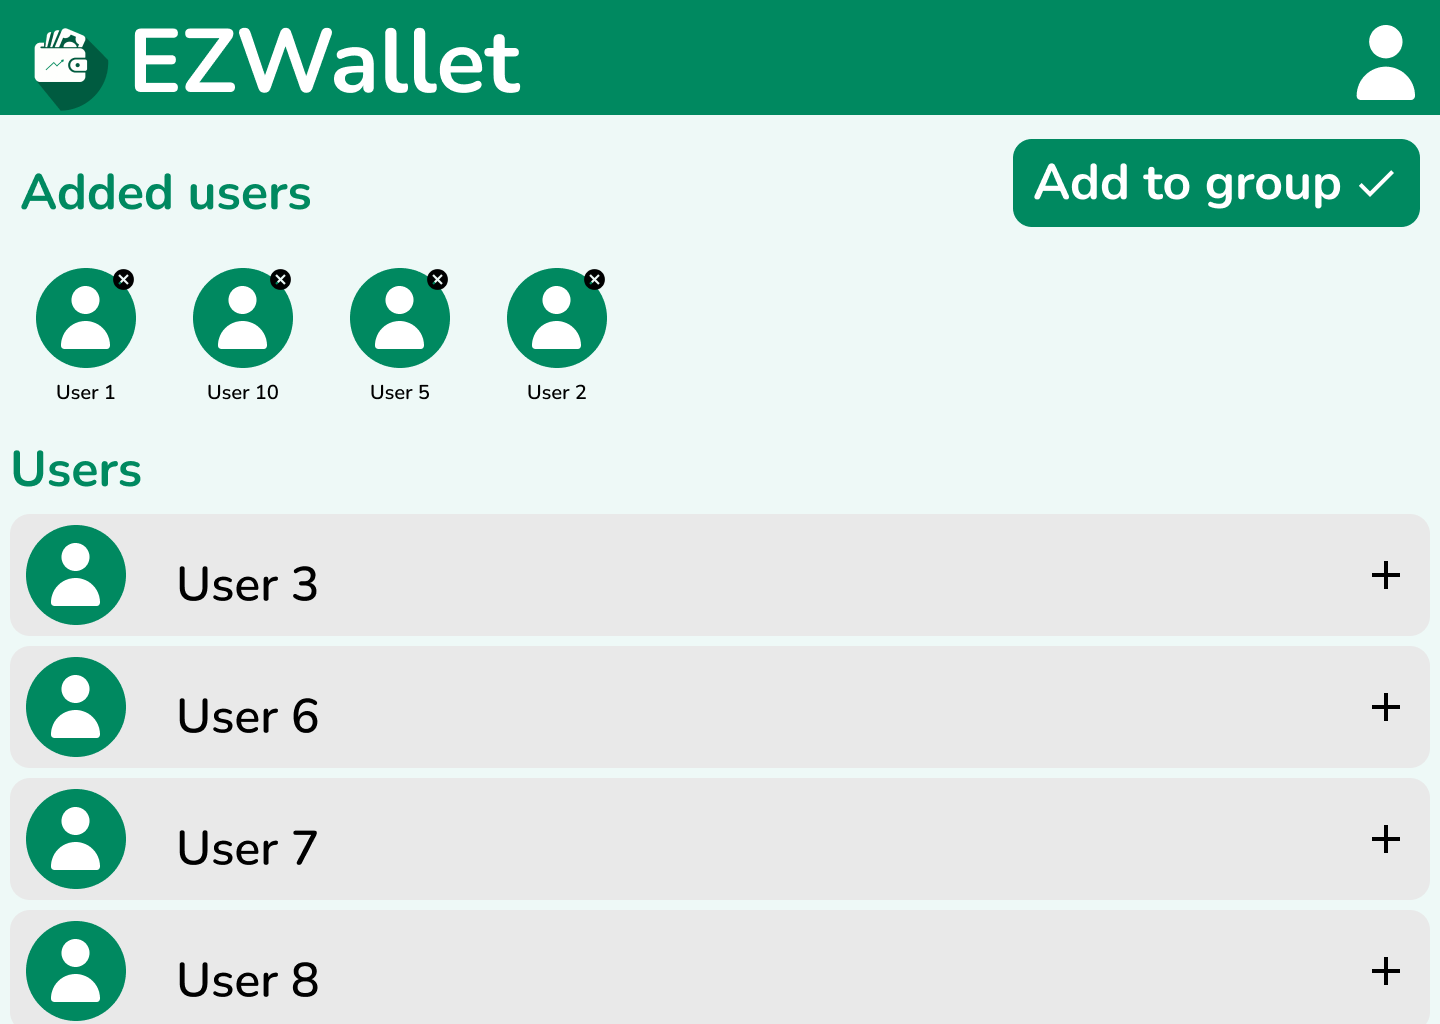 EZWallet
Added users
Add to group
User 1
User 10
User 5
User 2
Users
User 3
User 6
User 7
User 8